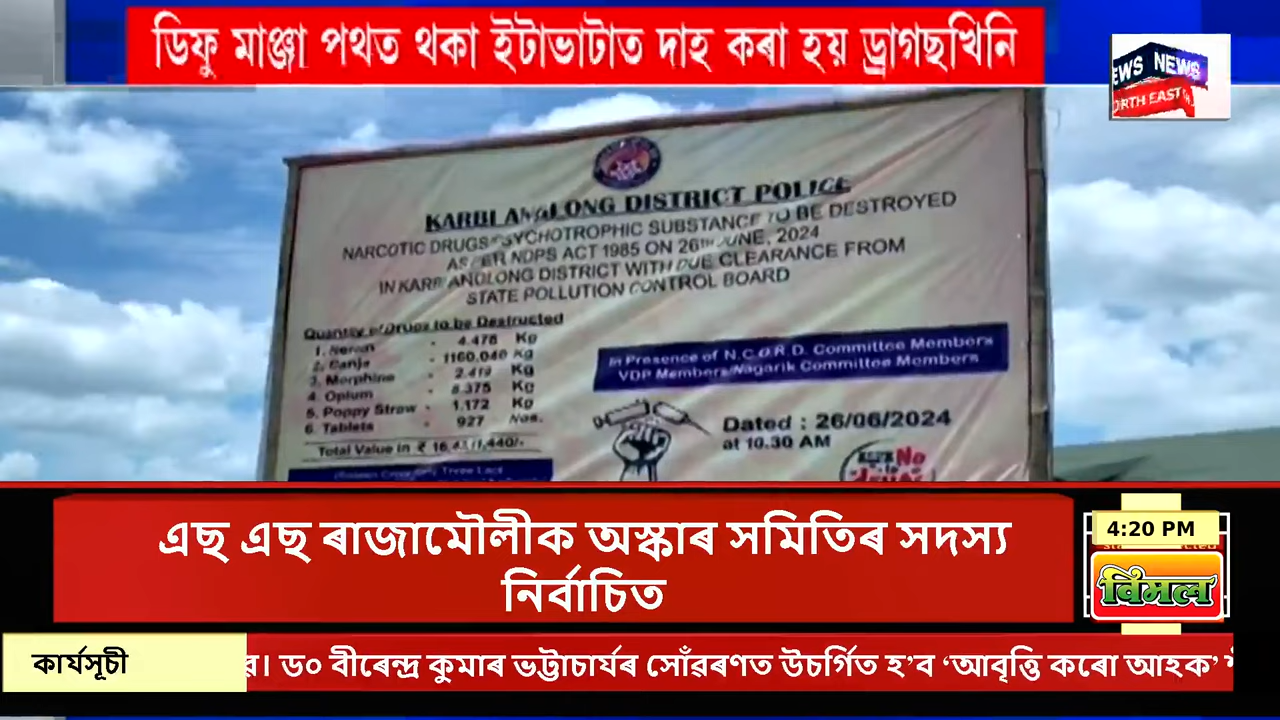 ডিফু মাঞ্জা পথত থকা ইটাভাটাত দাহ কৰা হয় ড্ৰাগছখিনি
EWS NEWS
ORTH EAST
KARBI ANGLONG DISTRICT POLICE
NARCOTIC DRUGS PSYCHOTROPHIC SUBSTANCE TO BE DESTROYED
AS PER NDPS ACT 1985 ON 26TH JUNE, 2024
IN KARBI ANGLONG DISTRICT WITH DUE CLEARANCE FROM
STATE POLLUTION CONTROL BOARD
Quantity of Drugs to be Destructed
1. Heroin - 4.478 Kg
2. Ganja - 1160.040 Kg
3. Morphine - 2.419 Kg
4. Opium - 8.375 Kg
5. Poppy Straw - 1.172 Kg
6. Tablets - 927 Nos.
Total Value in ₹
In Presence of N.C.O.R.D. Committee Members
VDP Members/Nagarik Committee Members
Dated : 26/06/2024
at 10.30 AM
No
to
এছ এছ ৰাজামৌলীক অস্কাৰ সমিতিৰ সদস্য
নিৰ্বাচিত
4:20 PM
বিমল
কাৰ্যসূচী
ড০ বীৰেন্দ্ৰ কুমাৰ ভট্টাচাৰ্যৰ সোঁৱৰণত উচৰ্গিত হ'ব ‘আবৃত্তি কৰো আহক’